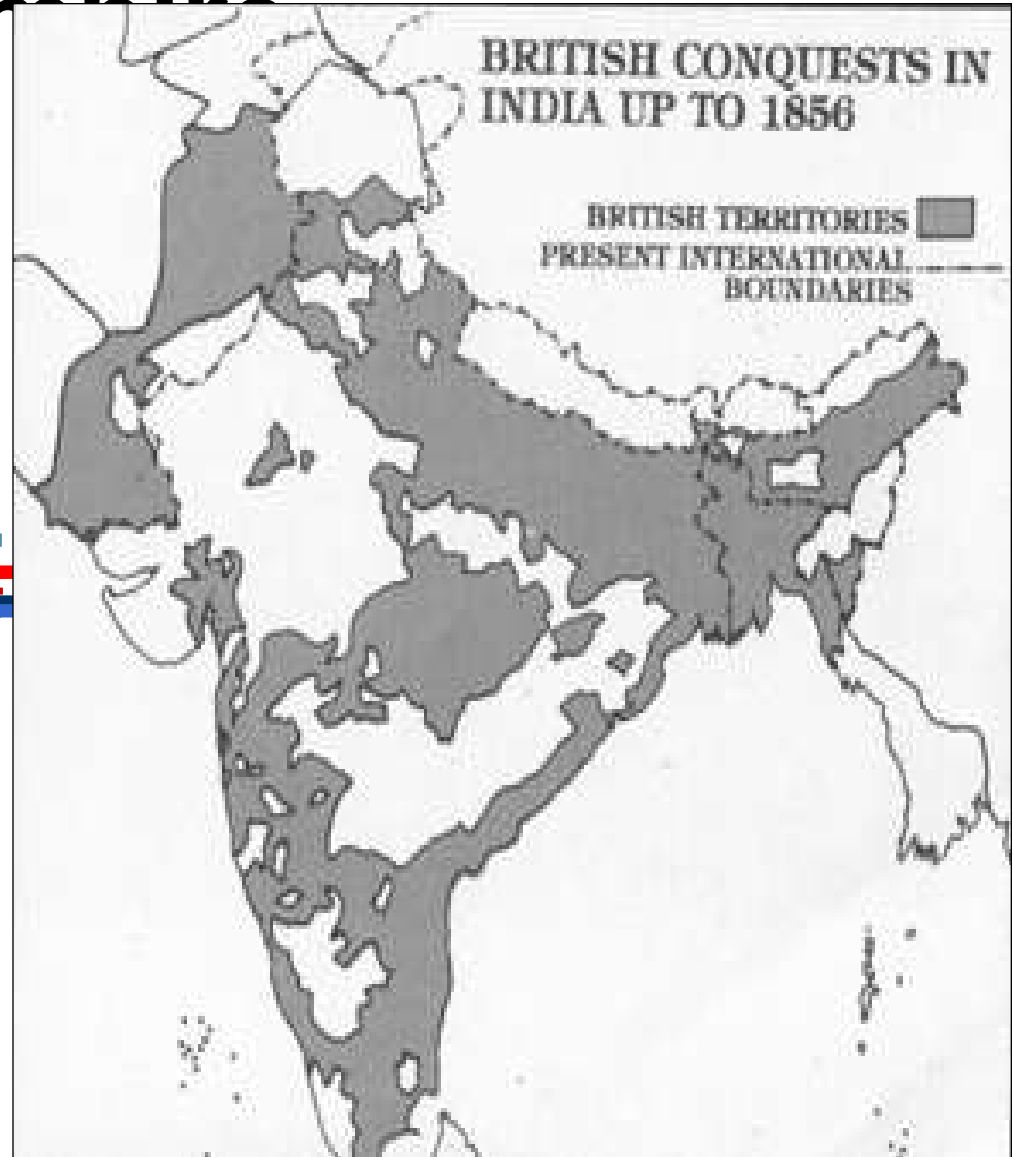 BRITISH CONQUESTS IN
INDIA UP TO 1856
BRITISH TERRITORIES
PRESENT INTERNATIONAL
BOUNDARIES